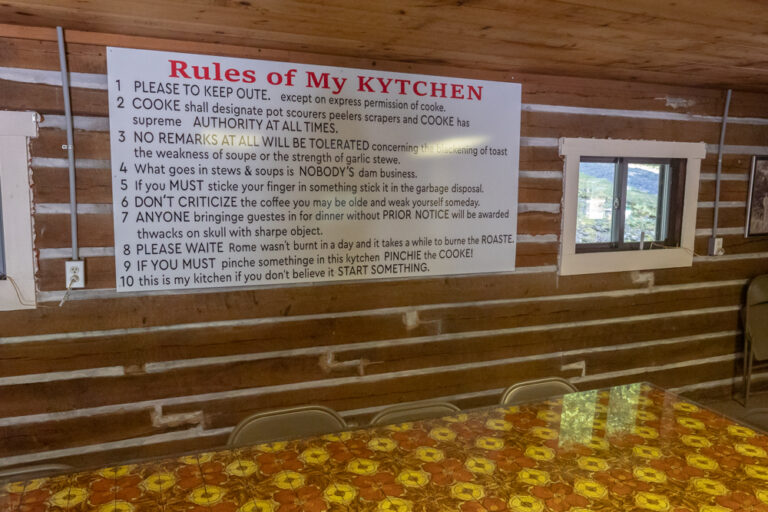 Rules of My KYTCHEN
1 PLEASE TO KEEP OUTE. except on express permission of cooke.
2 COOKE shall designate pot scourers peelers scrapers and COOKE has
supreme AUTHORITY AT ALL TIMES.
3 NO REMARKS AT ALL WILL BE TOLERATED concerning the blackening of toast
the weakness of soupe or the strength of garlic stewe.
4 What goes in stews & soups is NOBODY'S dam business.
5 If you MUST sticke your finger in something stick it in the garbage disposal.
6 DON'T CRITICIZE the coffee you may be olde and weak yourself someday.
7 ANYONE bringinge guestes in for dinner without PRIOR NOTICE will be awarded
thwacks on skull with sharpe object.
8 PLEASE WAITE Rome wasn't burnt in a day and it takes a while to burne the ROASTE.
9 IF YOU MUST pinche somethinge in this kytchen PINCHIE the COOKE!
10 this is my kitchen if you don't believe it START SOMETHING.